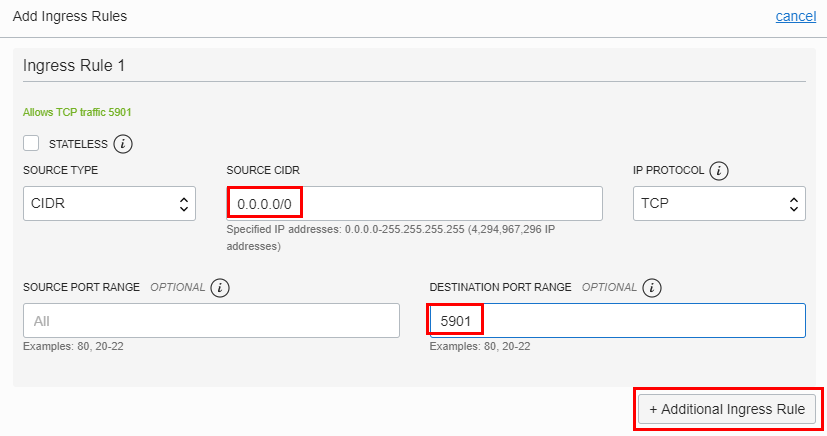 Add Ingress Rules cancel
Ingress Rule 1
Allows TCP traffic 5901
STATELESS i
SOURCE TYPE SOURCE CIDR IP PROTOCOL i
CIDR 0.0.0.0/0 TCP
Specified IP addresses: 0.0.0.0-255.255.255.255 (4,294,967,296 IP
addresses)
SOURCE PORT RANGE OPTIONAL i DESTINATION PORT RANGE OPTIONAL i
All 5901
Examples: 80, 20-22 Examples: 80, 20-22
+ Additional Ingress Rule